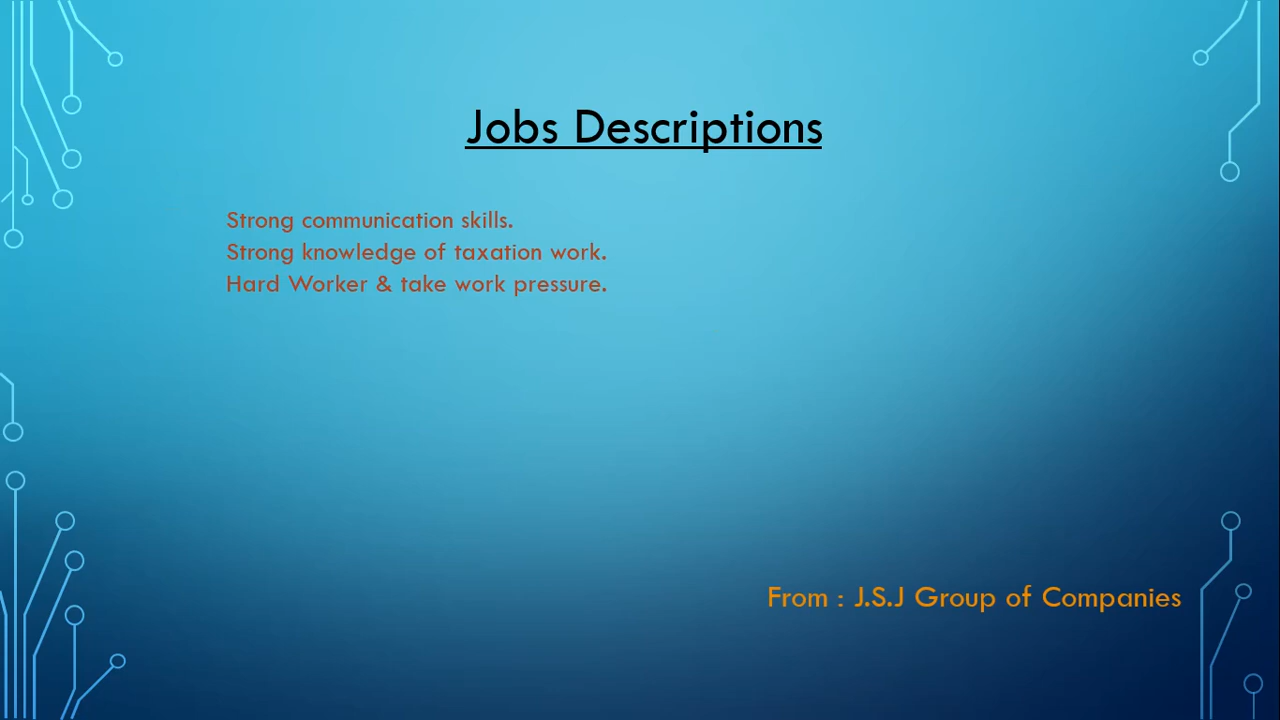 Jobs Descriptions
Strong communication skills.
Strong knowledge of taxation work.
Hard Worker & take work pressure.
From : J.S.J Group of Companies